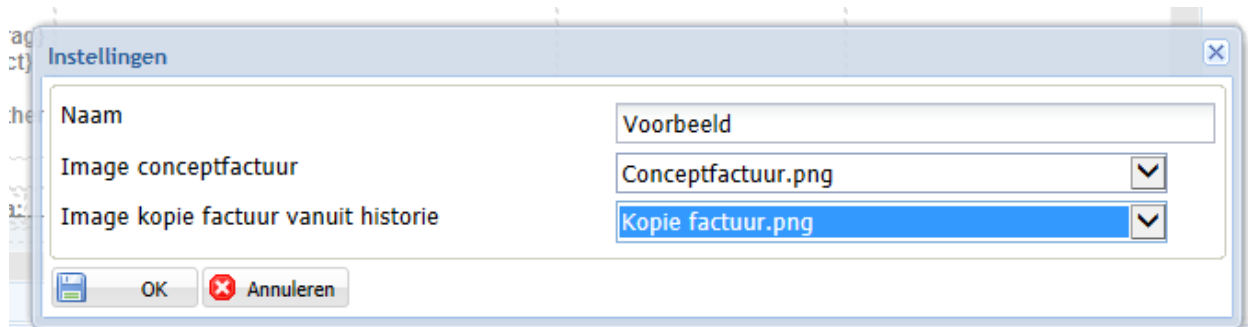 Instellingen
Naam
Voorbeeld
Image conceptfactuur
Conceptfactuur.png
Image kopie factuur vanuit historie
Kopie factuur.png
OK
Annuleren